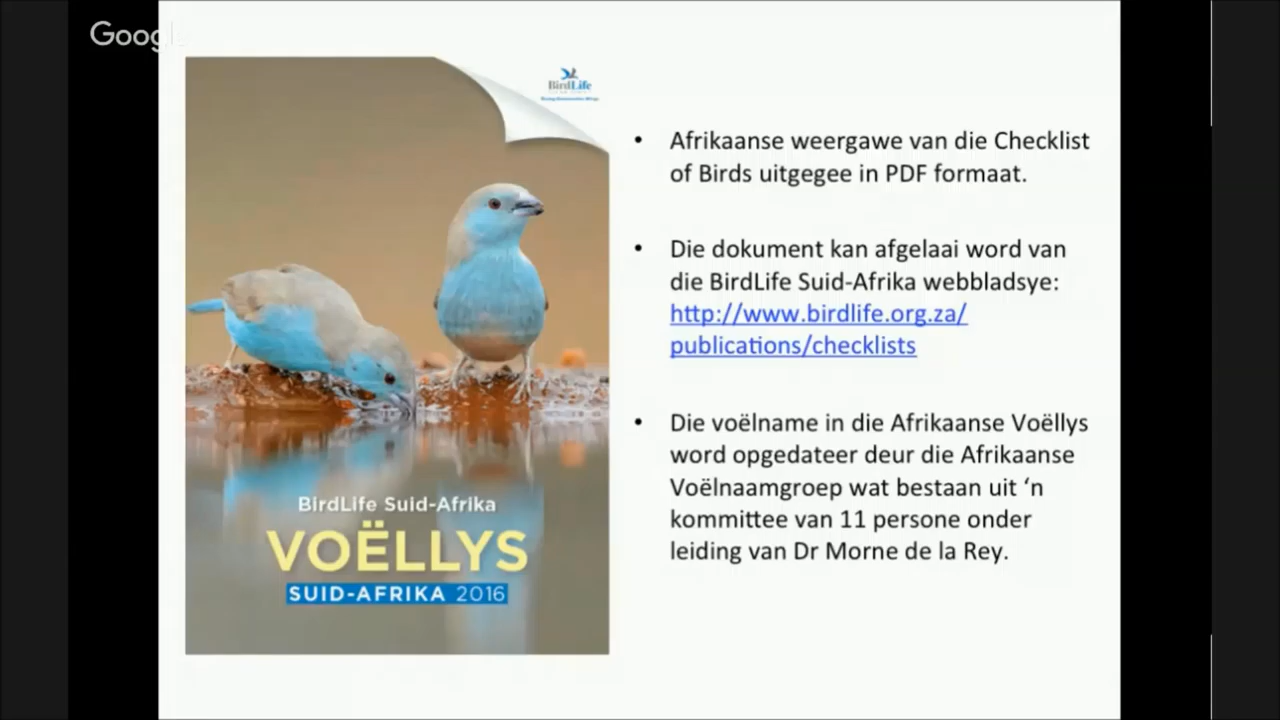 Googl
BirdLife
• Afrikaanse weergawe van die Checklist
of Birds uitgegee in PDF formaat.
• Die dokument kan afgelaai word van
die BirdLife Suid-Afrika webbladsye:
http://www.birdlife.org.za/
publications/checklists
• Die voëlname in die Afrikaanse Voëllys
word opgedateer deur die Afrikaanse
Voëlnaamgroep wat bestaan uit ‘n
kommittee van 11 persone onder
leiding van Dr Morne de la Rey.
BirdLife Suid-Afrika
VOËLLYS
SUID-AFRIKA 2016